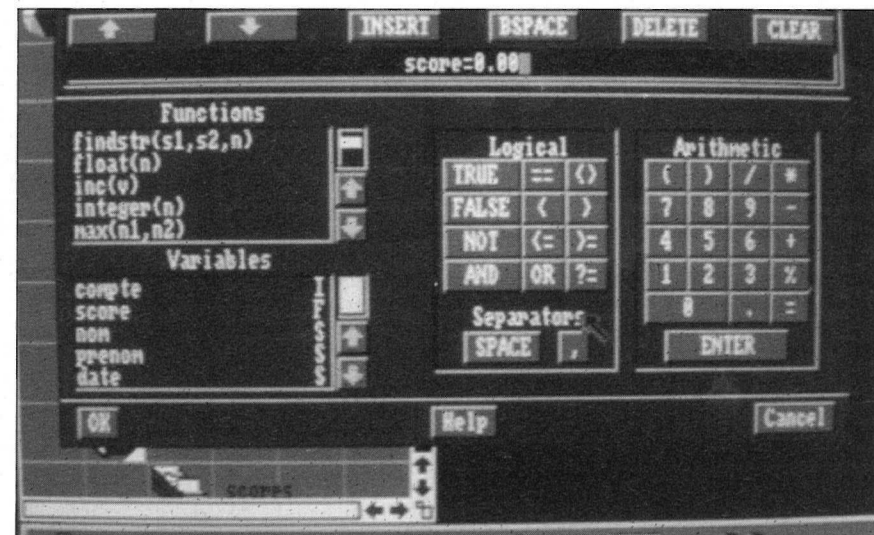 INSERT BSPACE DELETE CLEAR
score=0.00
Functions
findstr(s1,s2,n)
float(n)
inc(v)
integer(n)
max(n1,n2)
Variables
compte I
score F
nom S
prenom S
date S
Logical
TRUE == <>
FALSE < >
NOT <= >=
AND OR ?=
Separators
SPACE ,
Arithmetic
( ) / *
7 8 9 -
4 5 6 +
1 2 3 %
0 . =
ENTER
OK Help Cancel
scores